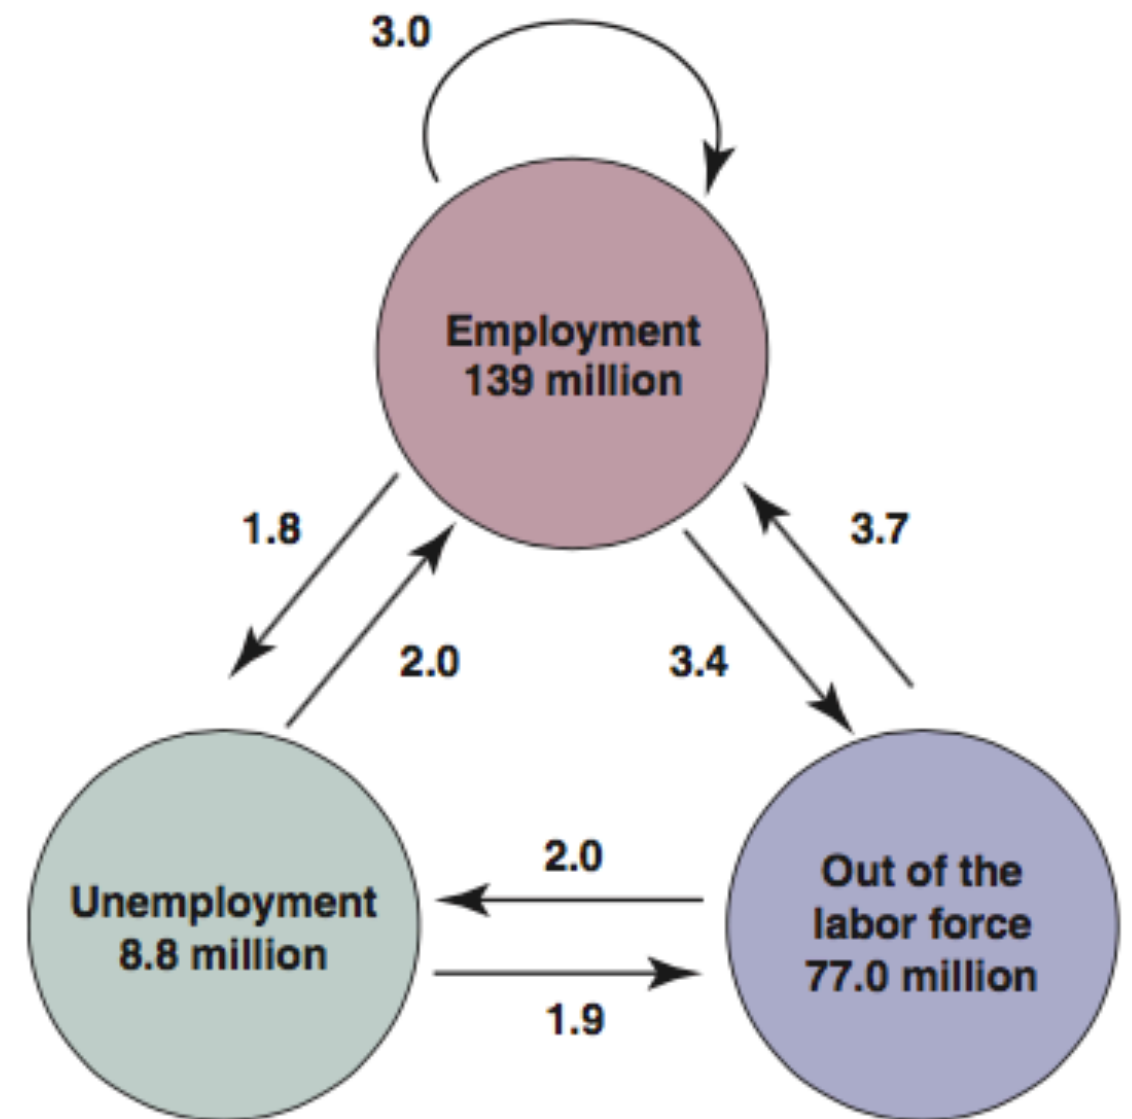 3.0
Employment
139 million
1.8
3.7
2.0
3.4
2.0
Unemployment
8.8 million
Out of the
labor force
77.0 million
1.9